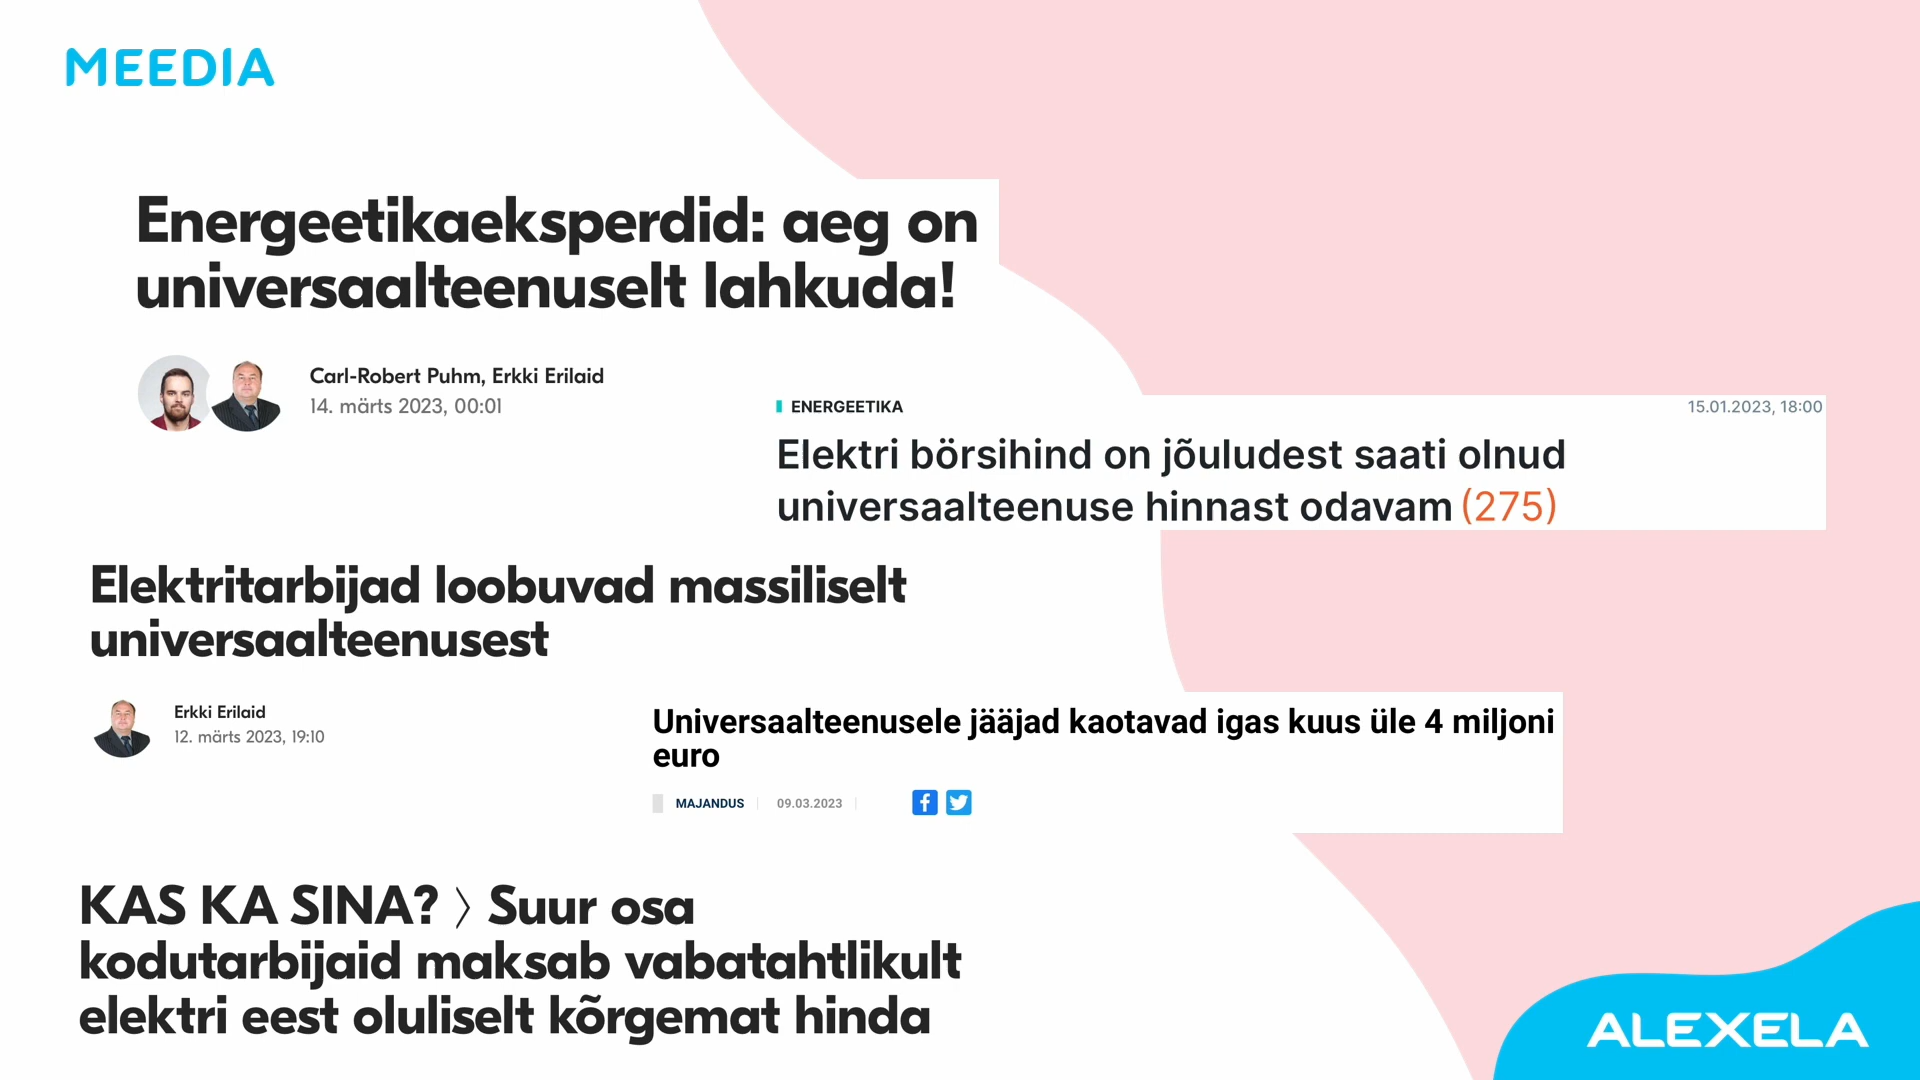 MEEDIA
Energeetikaeksperdid: aeg on
universaalteenuselt lahkuda!
Carl-Robert Puhm, Erkki Erilaid
14. märts 2023, 00:01
ENERGEETIKA
15.01.2023, 18:00
Elektri börsihind on jõuludest saati olnud
universaalteenuse hinnast odavam (275)
Elektritarbijad loobuvad massiliselt
universaalteenusest
Erkki Erilaid
12. märts 2023, 19:10
Universaalteenusele jääjad kaotavad igas kuus üle 4 miljoni
euro
MAJANDUS
09.03.2023
KAS KA SINA? 〉 Suur osa
kodutarbijaid maksab vabatahtlikult
elektri eest oluliselt kõrgemat hinda
ALEXELA